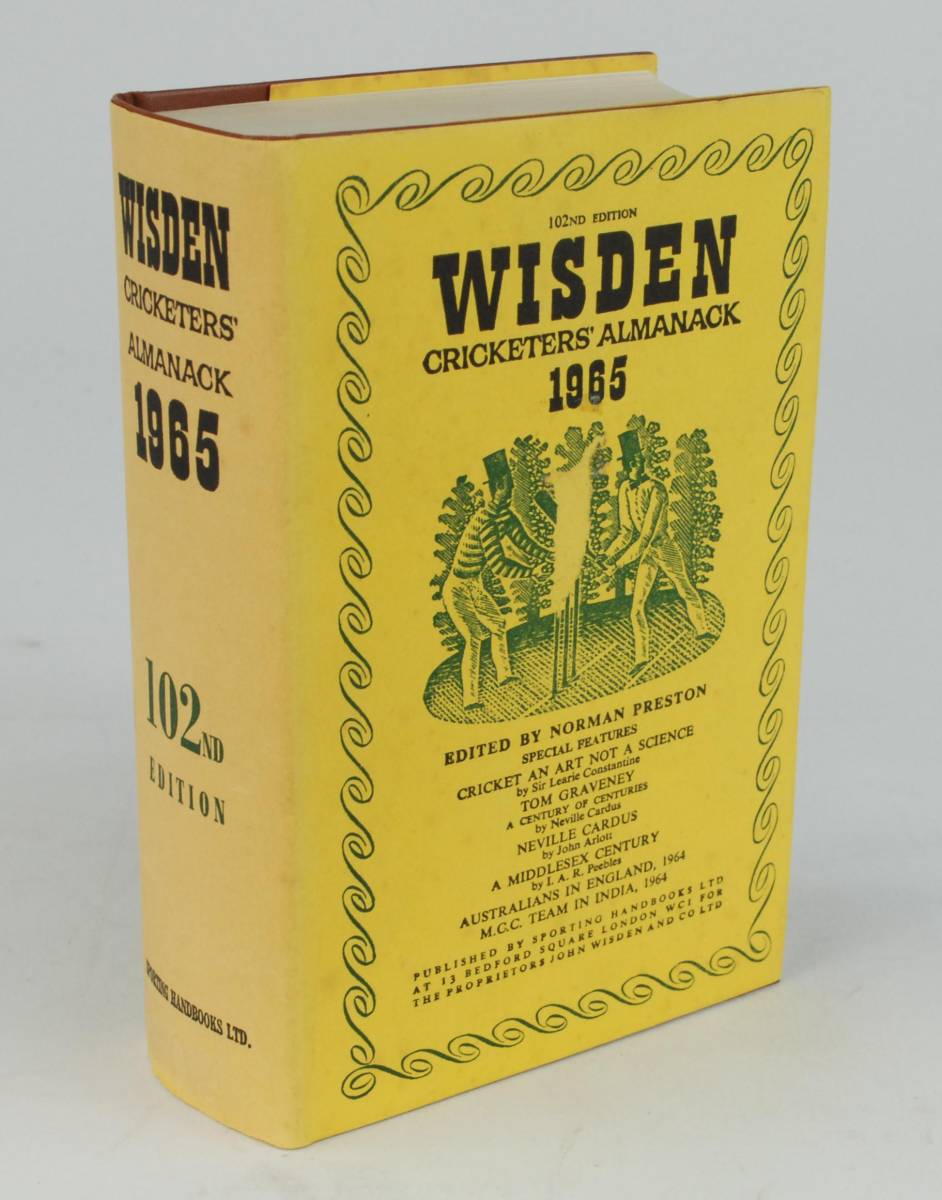 WISDEN
CRICKETERS'
ALMANACK
1965
102ND
EDITION
SPORTING HANDBOOKS LTD.
102ND EDITION
WISDEN
CRICKETERS' ALMANACK
1965
EDITED BY NORMAN PRESTON
SPECIAL FEATURES
CRICKET AN ART NOT A SCIENCE
by Sir Learie Constantine
TOM GRAVENEY
A CENTURY OF CENTURIES
by Neville Cardus
NEVILLE CARDUS
by John Arlott
A MIDDLESEX CENTURY
by I. A. R. Peebles
AUSTRALIANS IN ENGLAND, 1964
M.C.C. TEAM IN INDIA, 1964
PUBLISHED BY SPORTING HANDBOOKS LTD
AT 13 BEDFORD SQUARE LONDON WC1 FOR
THE PROPRIETORS JOHN WISDEN AND CO LTD